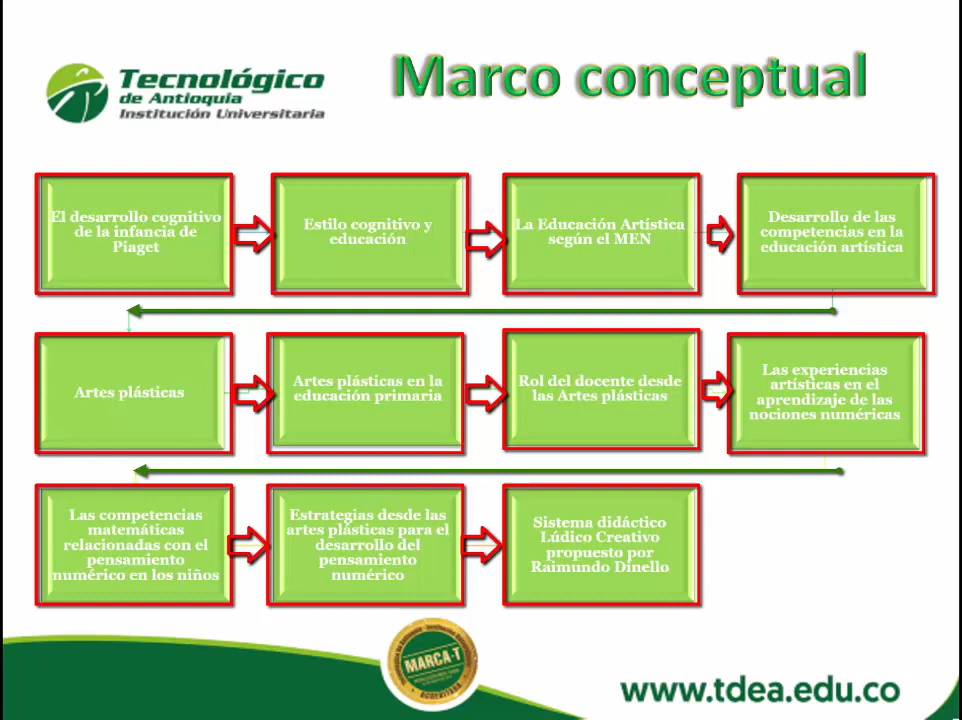 Tecnológico
de Antioquia
Institución Universitaria
Marco conceptual
El desarrollo cognitivo
de la infancia de
Piaget
Estilo cognitivo y
educación
La Educación Artística
según el MEN
Desarrollo de las
competencias en la
educación artística
Artes plásticas
Artes plásticas en la
educación primaria
Rol del docente desde
las Artes plásticas
Las experiencias
artísticas en el
aprendizaje de las
nociones numéricas
Las competencias
matemáticas
relacionadas con el
pensamiento
numérico en los niños
Estrategias desde las
artes plásticas para el
desarrollo del
pensamiento
numérico
Sistema didáctico
Lúdico Creativo
propuesto por
Raimundo Dinello
MARCA-T
www.tdea.edu.co